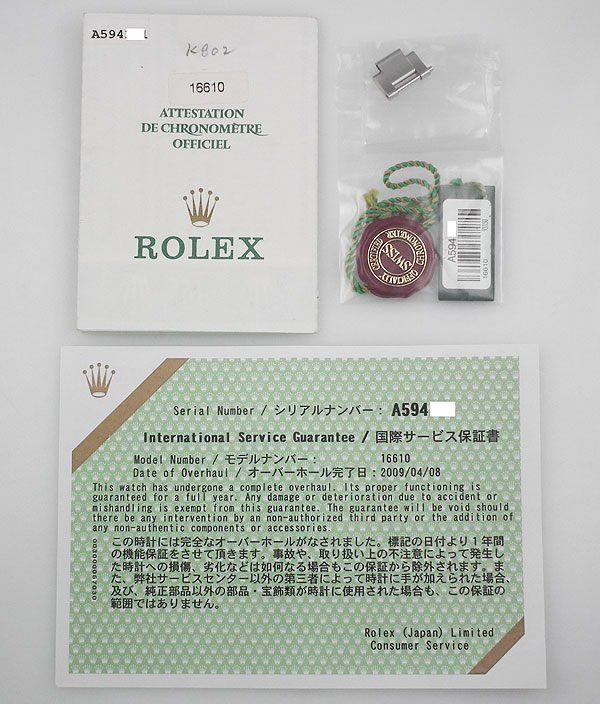 A594
K802
16610
ATTESTATION
DE CHRONOMÈTRE
OFFICIEL
ROLEX
OFFICIALLY CERTIFIED CHRONOMETER
SWISS
A594
16610
Serial Number / シリアルナンバー : A594
International Service Guarantee / 国際サービス保証書
Model Number / モデルナンバー : 16610
Date of Overhaul / オーバーホール完了日 : 2009/04/08
This watch has undergone a complete overhaul. Its proper functioning is
guaranteed for a full year. Any damage or deterioration due to accident or
mishandling is exempt from this guarantee. The guarantee will be void should
there be any intervention by an non-authorized third party or the addition of
any non-authentic components or accessories.
この時計には完全なオーバーホールがなされました。標記の日付より１年間
の機能保証をさせて頂きます。事故や、取り扱い上の不注意によって発生し
た時計への損傷、劣化などは如何なる場合もこの保証から除外されます。ま
た、弊社サービスセンター以外の第三者によって時計に手が加えられた場合、
及び、純正部品以外の部品・宝飾類が時計に使用された場合も、この保証の
範囲ではありません。
Rolex (Japan) Limited
Consumer Service